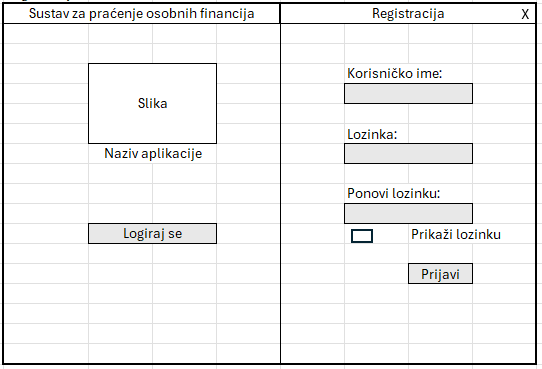 Sustav za praćenje osobnih financija
Registracija
X
Slika
Naziv aplikacije
Logiraj se
Korisničko ime:
Lozinka:
Ponovi lozinku:
Prikaži lozinku
Prijavi